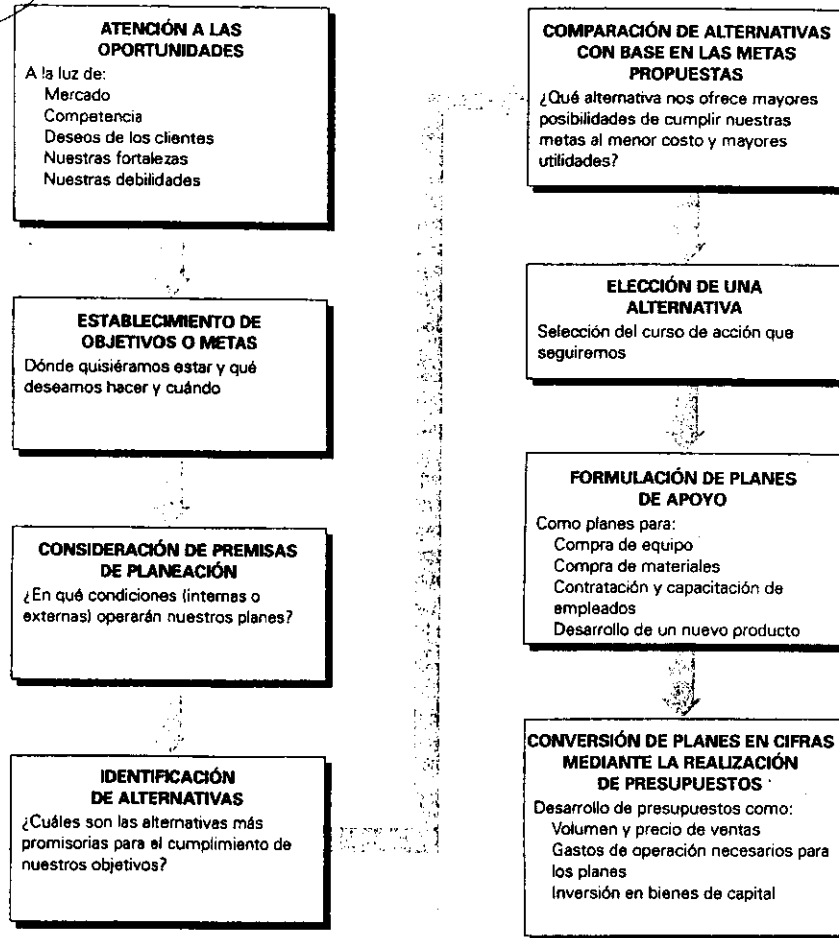 ATENCIÓN A LAS
OPORTUNIDADES
A la luz de:
Mercado
Competencia
Deseos de los clientes
Nuestras fortalezas
Nuestras debilidades
ESTABLECIMIENTO DE
OBJETIVOS O METAS
Dónde quisiéramos estar y qué
deseamos hacer y cuándo
CONSIDERACIÓN DE PREMISAS
DE PLANEACIÓN
¿En qué condiciones (internas o
externas) operarán nuestros planes?
IDENTIFICACIÓN
DE ALTERNATIVAS
¿Cuáles son las alternativas más
promisorias para el cumplimiento de
nuestros objetivos?
COMPARACIÓN DE ALTERNATIVAS
CON BASE EN LAS METAS
PROPUESTAS
¿Qué alternativa nos ofrece mayores
posibilidades de cumplir nuestras
metas al menor costo y mayores
utilidades?
ELECCIÓN DE UNA
ALTERNATIVA
Selección del curso de acción que
seguiremos
FORMULACIÓN DE PLANES
DE APOYO
Como planes para:
Compra de equipo
Compra de materiales
Contratación y capacitación de
empleados
Desarrollo de un nuevo producto
CONVERSIÓN DE PLANES EN CIFRAS
MEDIANTE LA REALIZACIÓN
DE PRESUPUESTOS
Desarrollo de presupuestos como:
Volumen y precio de ventas
Gastos de operación necesarios para
los planes
Inversión en bienes de capital